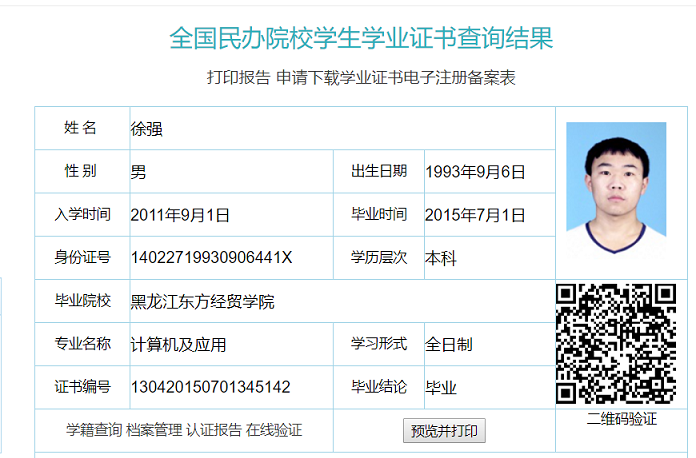 全国民办院校学生学业证书查询结果
打印报告 申请下载学业证书电子注册备案表
姓 名 徐强
性 别 男 出生日期 1993年9月6日
入学时间 2011年9月1日 毕业时间 2015年7月1日
身份证号 14022719930906441X 学历层次 本科
毕业院校 黑龙江东方经贸学院
专业名称 计算机及应用 学习形式 全日制
证书编号 130420150701345142 毕业结论 毕业
二维码验证
学籍查询 档案管理 认证报告 在线验证 预览并打印